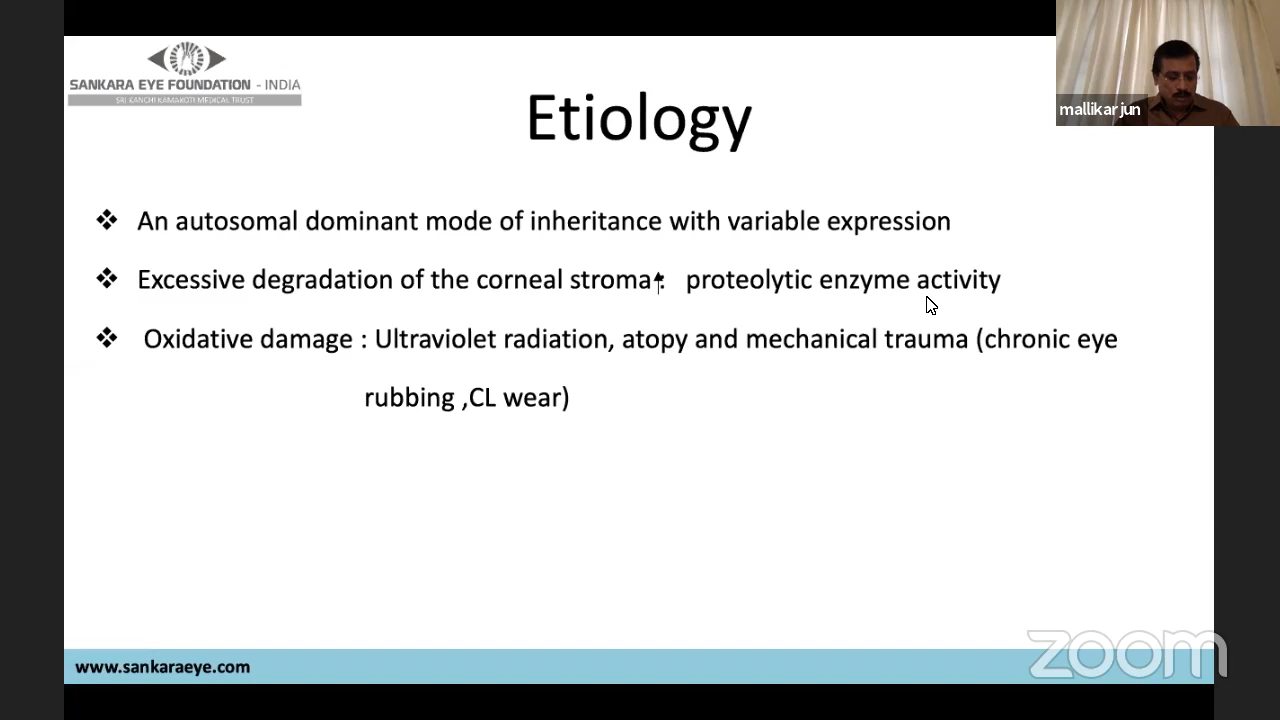 SANKARA EYE FOUNDATION - INDIA
SRI KANCHI KAMAKOTI MEDICAL TRUST
mallikarjun
Etiology
❖ An autosomal dominant mode of inheritance with variable expression
❖ Excessive degradation of the corneal stroma : proteolytic enzyme activity
❖ Oxidative damage : Ultraviolet radiation, atopy and mechanical trauma (chronic eye
rubbing ,CL wear)
www.sankaraeye.com
zoom